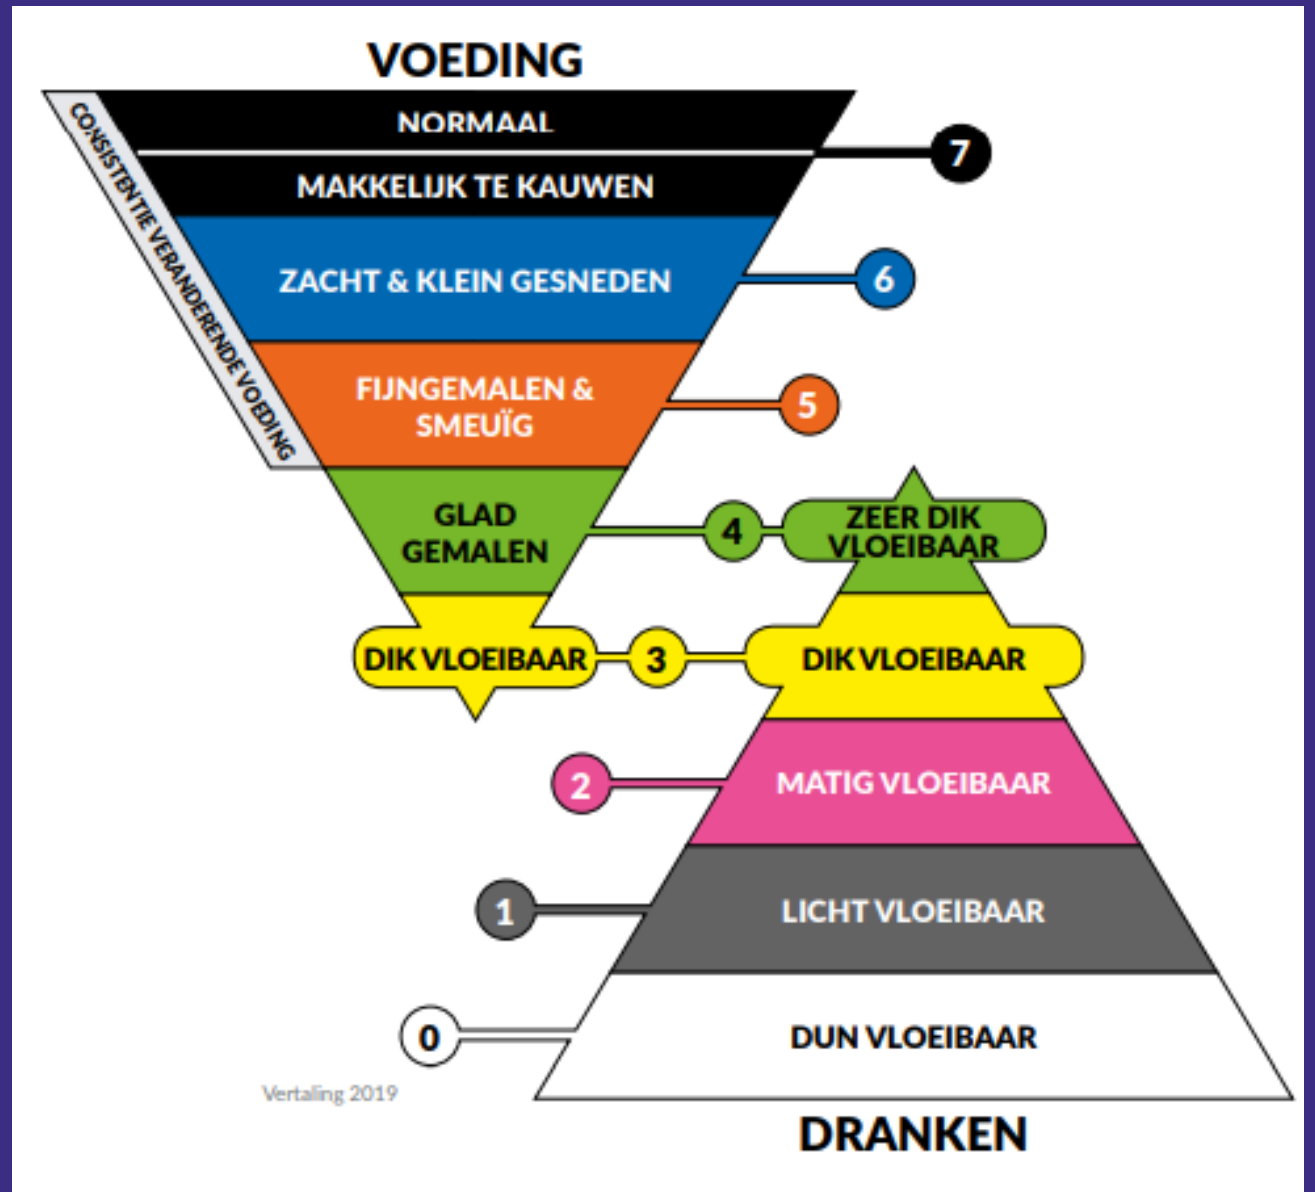 VOEDING
CONSISTENTIE VERANDERENDE VOEDING
NORMAAL
7
MAKKELIJK TE KAUWEN
ZACHT & KLEIN GESNEDEN
6
FIJNGEMALEN &
SMEUÏG
5
GLAD
GEMALEN
4
ZEER DIK
VLOEIBAAR
DIK VLOEIBAAR
3
DIK VLOEIBAAR
2
MATIG VLOEIBAAR
1
LICHT VLOEIBAAR
0
DUN VLOEIBAAR
Vertaling 2019
DRANKEN